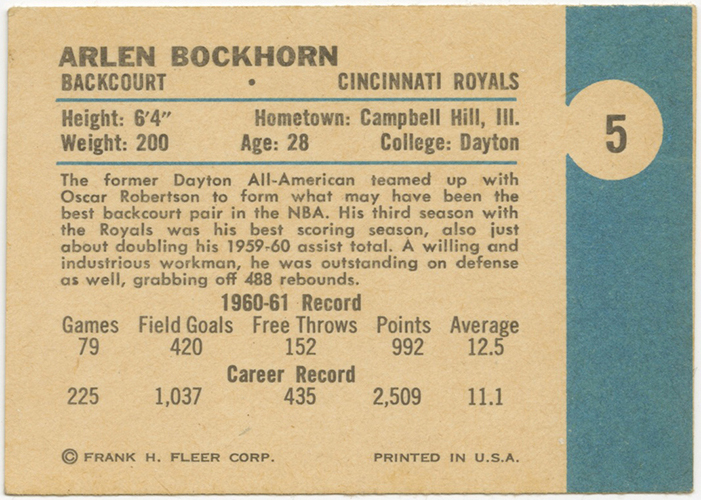 ARLEN BOCKHORN
BACKCOURT • CINCINNATI ROYALS
5
Height: 6'4" Hometown: Campbell Hill, Ill.
Weight: 200 Age: 28 College: Dayton
The former Dayton All-American teamed up with
Oscar Robertson to form what may have been the
best backcourt pair in the NBA. His third season with
the Royals was his best scoring season, also just
about doubling his 1959-60 assist total. A willing and
industrious workman, he was outstanding on defense
as well, grabbing off 488 rebounds.
1960-61 Record
Games Field Goals Free Throws Points Average
79 420 152 992 12.5
Career Record
225 1,037 435 2,509 11.1
© FRANK H. FLEER CORP. PRINTED IN U.S.A.